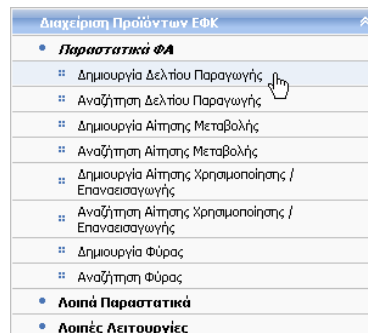 Διαχείριση Προϊόντων ΕΦΚ
Παραστατικά ΦΑ
Δημιουργία Δελτίου Παραγωγής
Αναζήτηση Δελτίου Παραγωγής
Δημιουργία Αίτησης Μεταβολής
Αναζήτηση Αίτησης Μεταβολής
Δημιουργία Αίτησης Χρησιμοποίησης /
Επαναεισαγωγής
Αναζήτηση Αίτησης Χρησιμοποίησης /
Επαναεισαγωγής
Δημιουργία Φύρας
Αναζήτηση Φύρας
Λοιπά Παραστατικά
Λοιπές Λειτουργίες